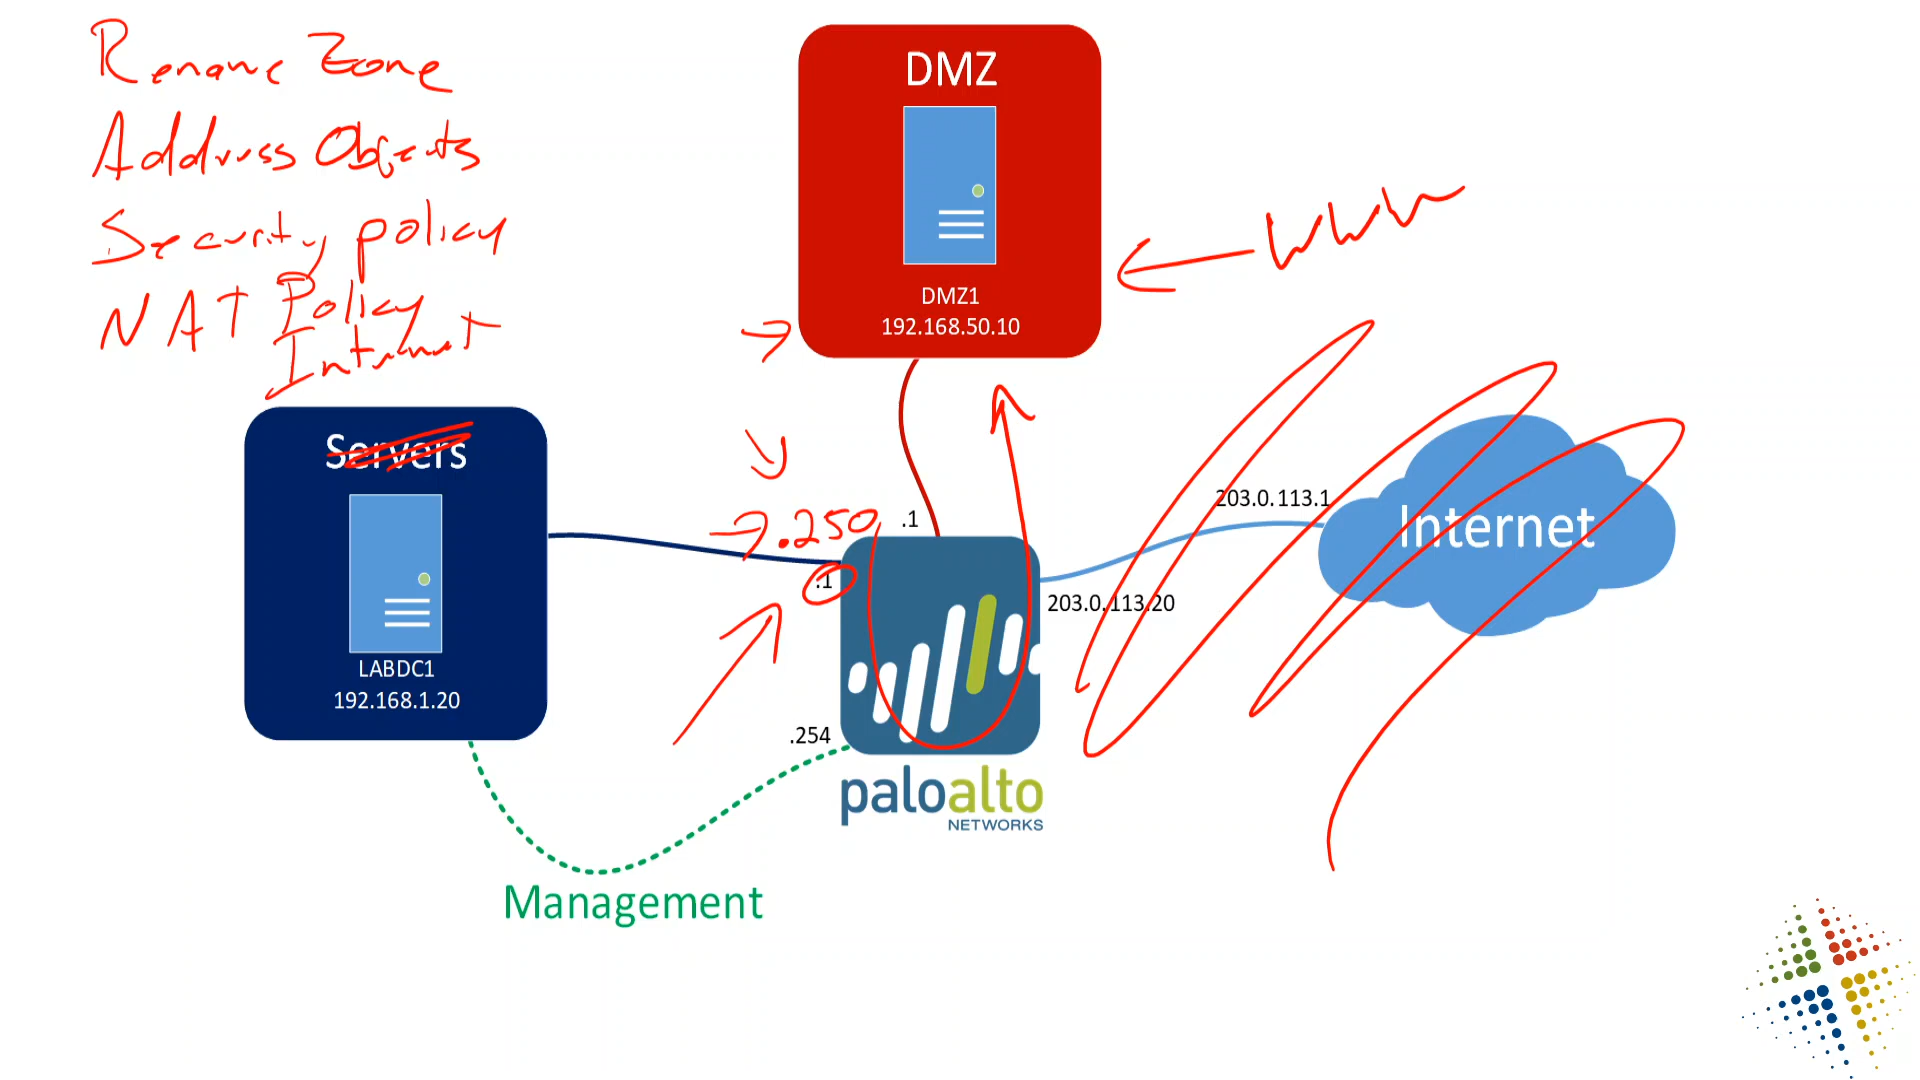 Rename Zone
Address Objects
Security policy
NAT Policy
Internet
DMZ
DMZ1
192.168.50.10
WWW
Servers
LABDC1
192.168.1.20
.250
.1
.1
.254
203.0.113.1
203.0.113.20
Internet
paloalto
NETWORKS
Management